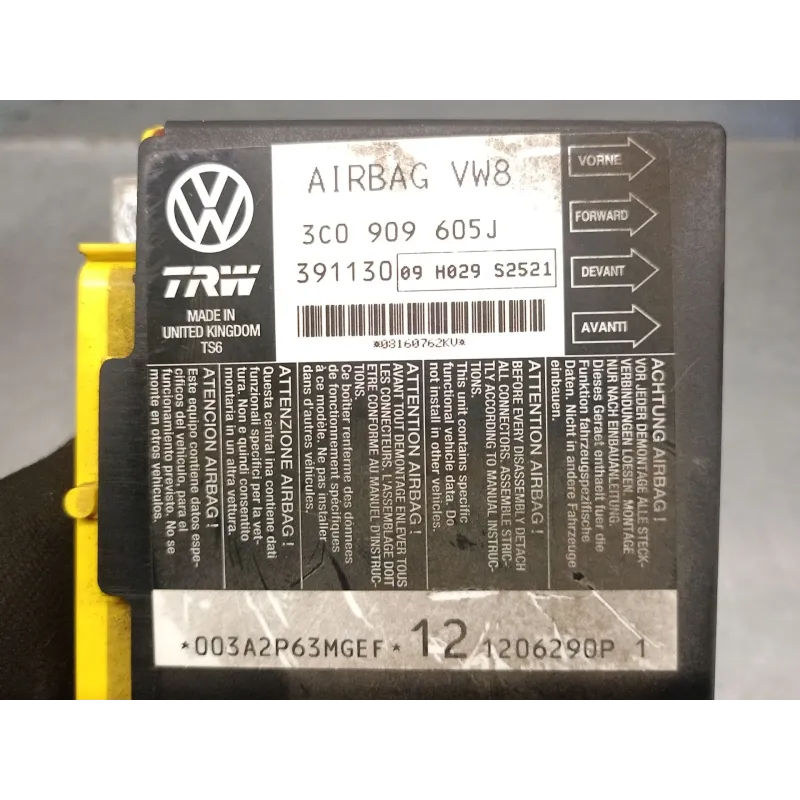 AIRBAG VW8
3C0 909 605J
391130 09 H029 S2521
*08160762KV*
VW
TRW
MADE IN
UNITED KINGDOM
TS6
VORNE
FORWARD
DEVANT
AVANTI
ACHTUNG AIRBAG!
VOR JEDER DEMONTAGE ALLE STECK-
VERBINDUNGEN LOESEN, MONTAGE
NUR NACH EINBAUANLEITUNG.
Dieses Geraet enthaelt fuer die
Funktion fahrzeugspezifische
Daten. Nicht in andere Fahrzeuge
einbauen.
ATTENTION AIRBAG!
BEFORE EVERY DISASSEMBLY DETACH
ALL CONNECTORS, ASSEMBLE STRIC-
TLY ACCORDING TO MANUAL INSTRUC-
TIONS.
This unit contains specific
functional vehicle data. Do
not install in other vehicles.
ATTENTION AIRBAG!
AVANT TOUT DEMONTAGE ENLEVER TOUS
LES CONNECTEURS, L'ASSEMBLAGE DOIT
ETRE CONFORME AU MANUEL D'INSTRUC-
TIONS.
Ce boîtier renferme des données
de fonctionement spécifiques
à ce modèle. Ne pas installer
dans d'autres véhicules.
ATTENZIONE AIRBAG!
Questa central ina contiene dati
funzionali specifici per la vet-
tura. Non e quindi consentito
montarla in un altra vettura.
ATENCION AIRBAG!
Este equipo contiene datos espe-
cíficos del vehículo para el
funcionamiento previsto. No se
monte en otros vehículos.
*003A2P63MGEF* 12 1206290P 1